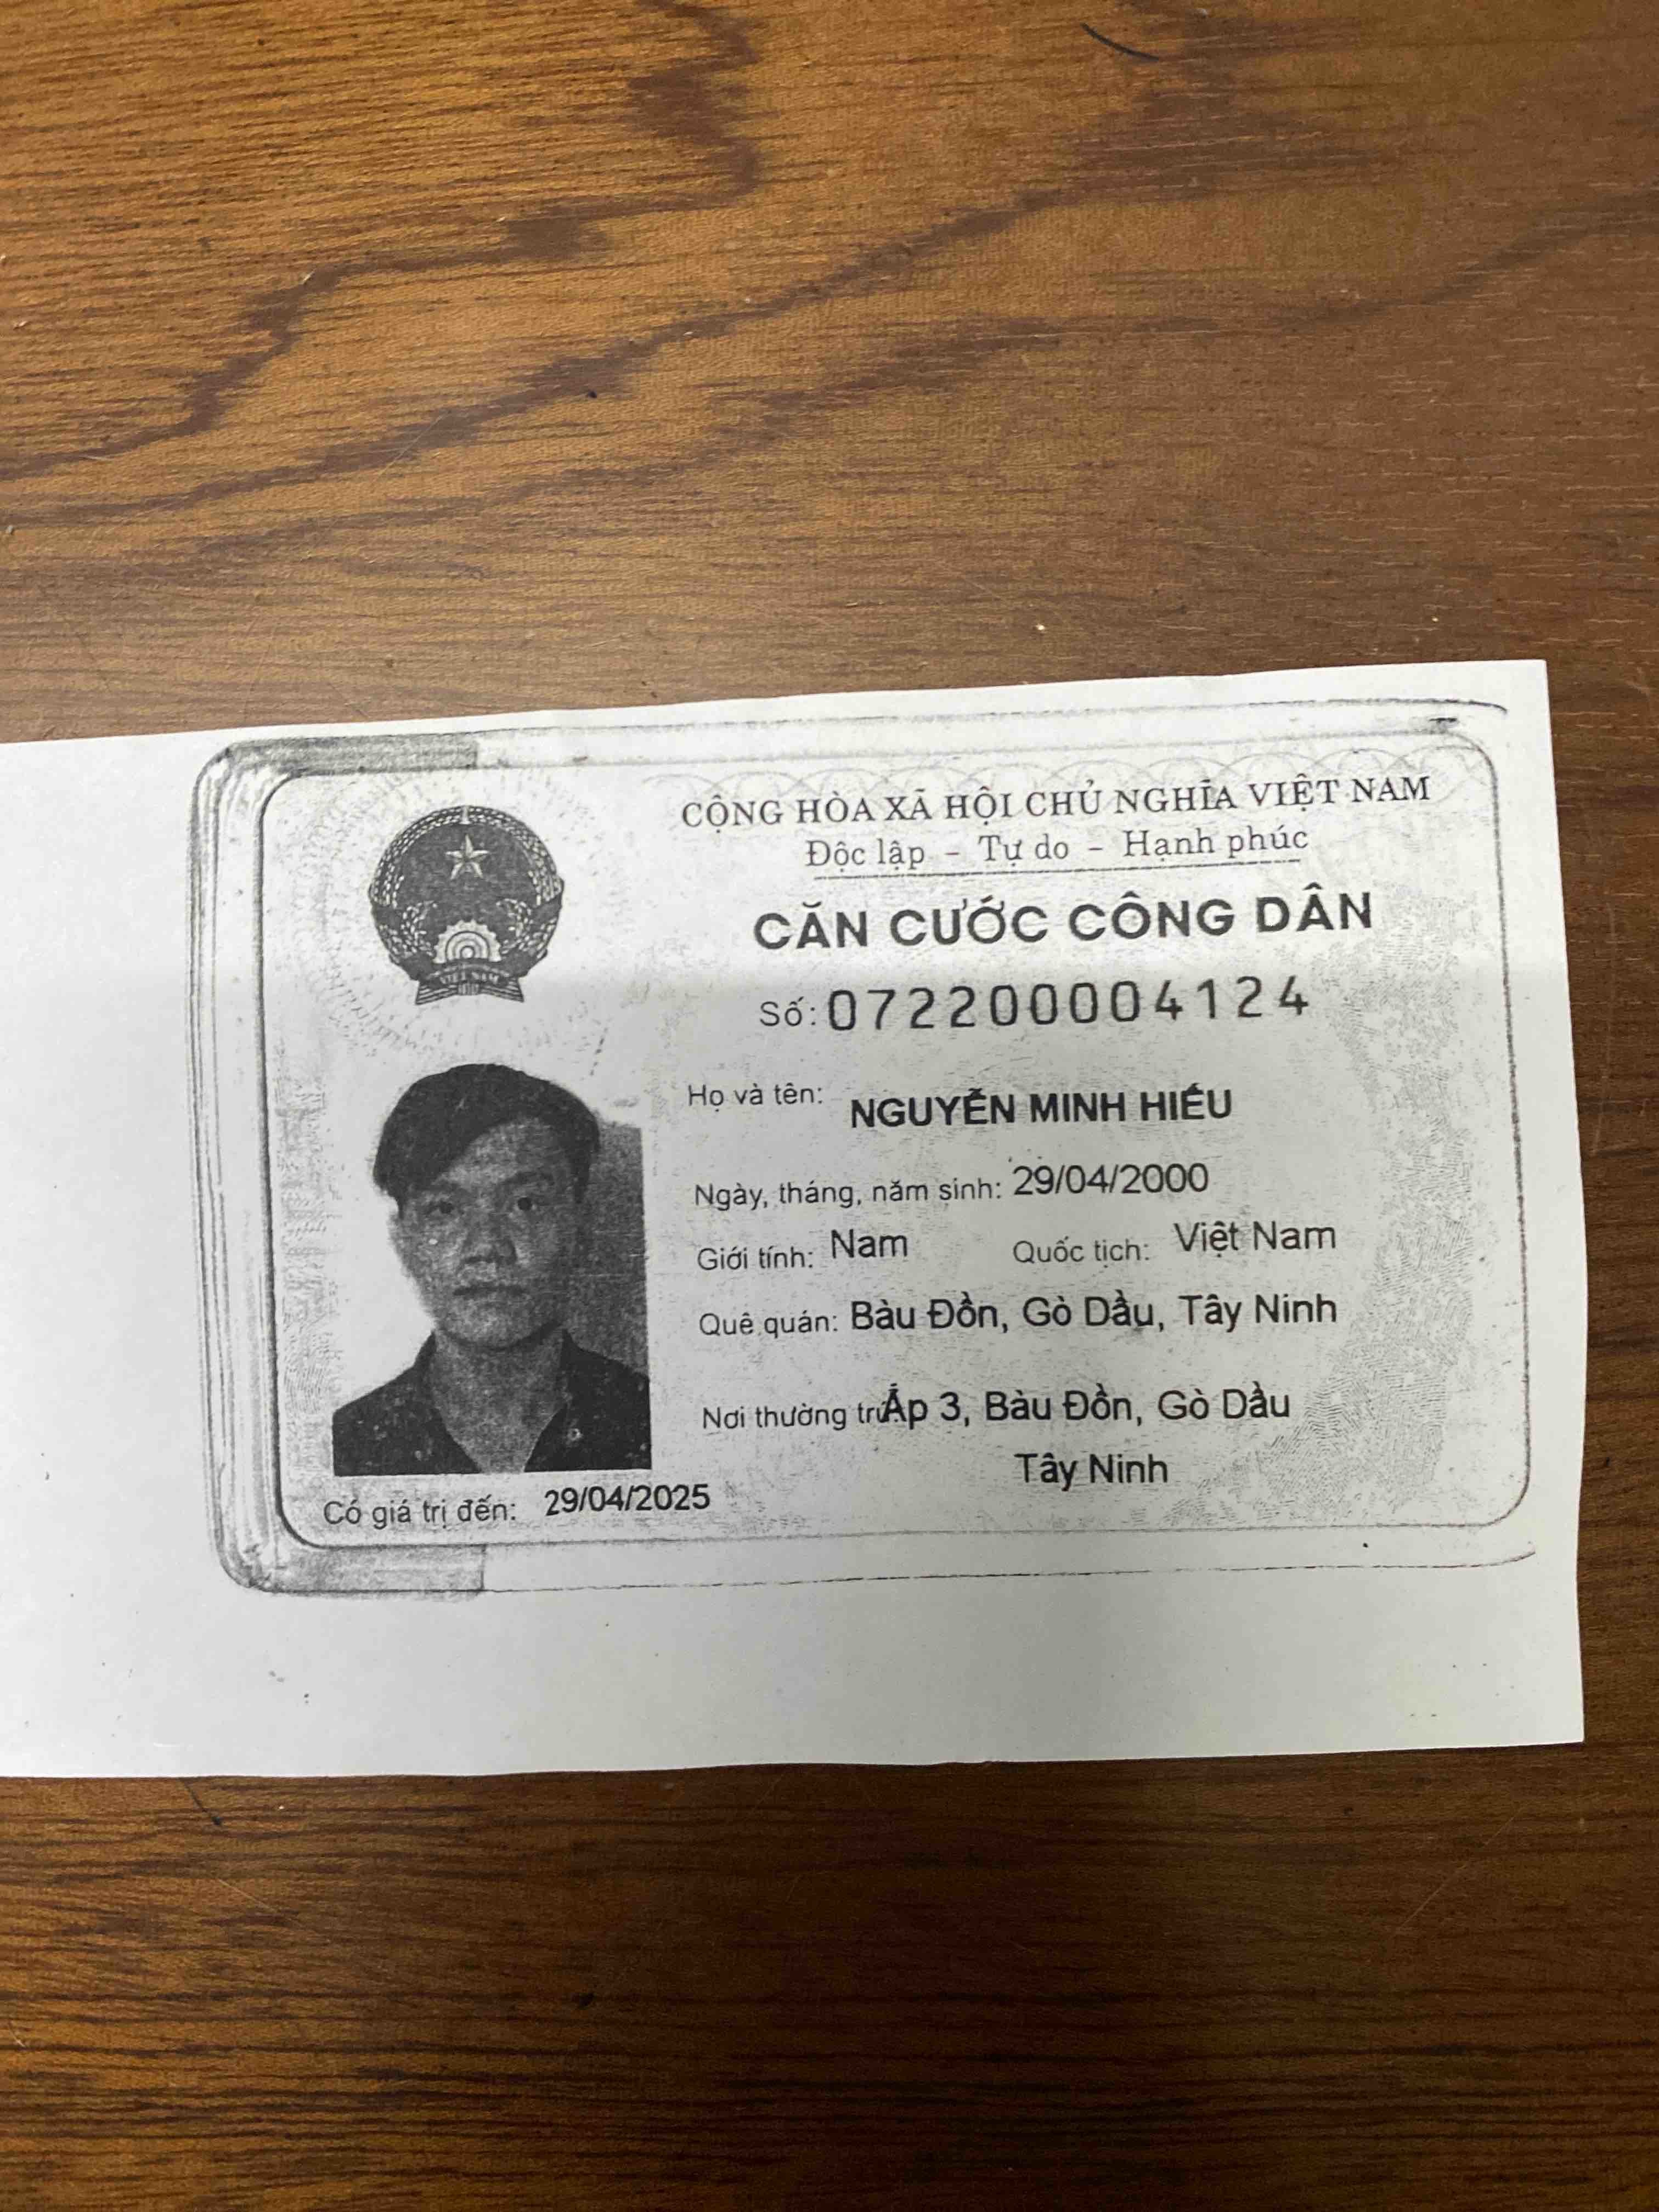 CỘNG HÒA XÃ HỘI CHỦ NGHĨA VIỆT NAM
Độc lập - Tự do - Hạnh phúc
CĂN CƯỚC CÔNG DÂN
Số: 072200004124
VIỆT NAM
Họ và tên: NGUYỄN MINH HIẾU
Ngày, tháng, năm sinh: 29/04/2000
Giới tính: Nam Quốc tịch: Việt Nam
Quê quán: Bàu Đồn, Gò Dầu, Tây Ninh
Nơi thường trú: Ấp 3, Bàu Đồn, Gò Dầu
Tây Ninh
Có giá trị đến: 29/04/2025